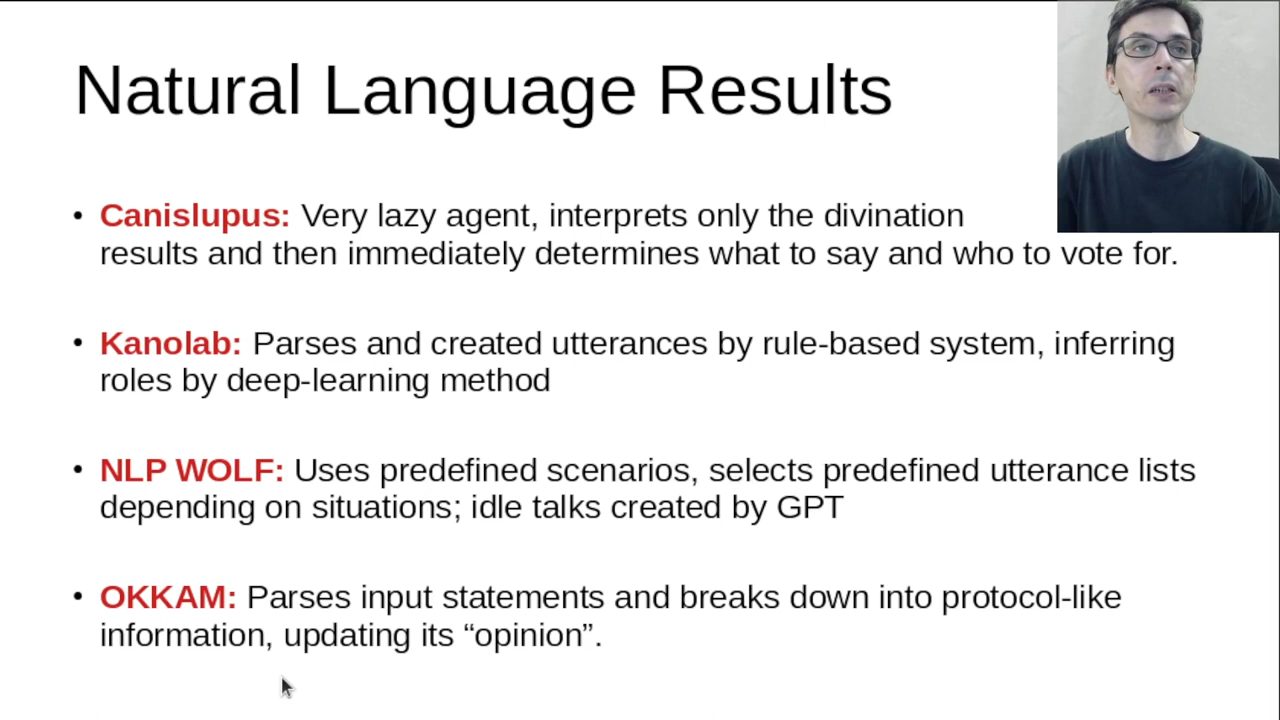 Natural Language Results
• Canislupus: Very lazy agent, interprets only the divination
results and then immediately determines what to say and who to vote for.
• Kanolab: Parses and created utterances by rule-based system, inferring
roles by deep-learning method
• NLP WOLF: Uses predefined scenarios, selects predefined utterance lists
depending on situations; idle talks created by GPT
• OKKAM: Parses input statements and breaks down into protocol-like
information, updating its “opinion”.